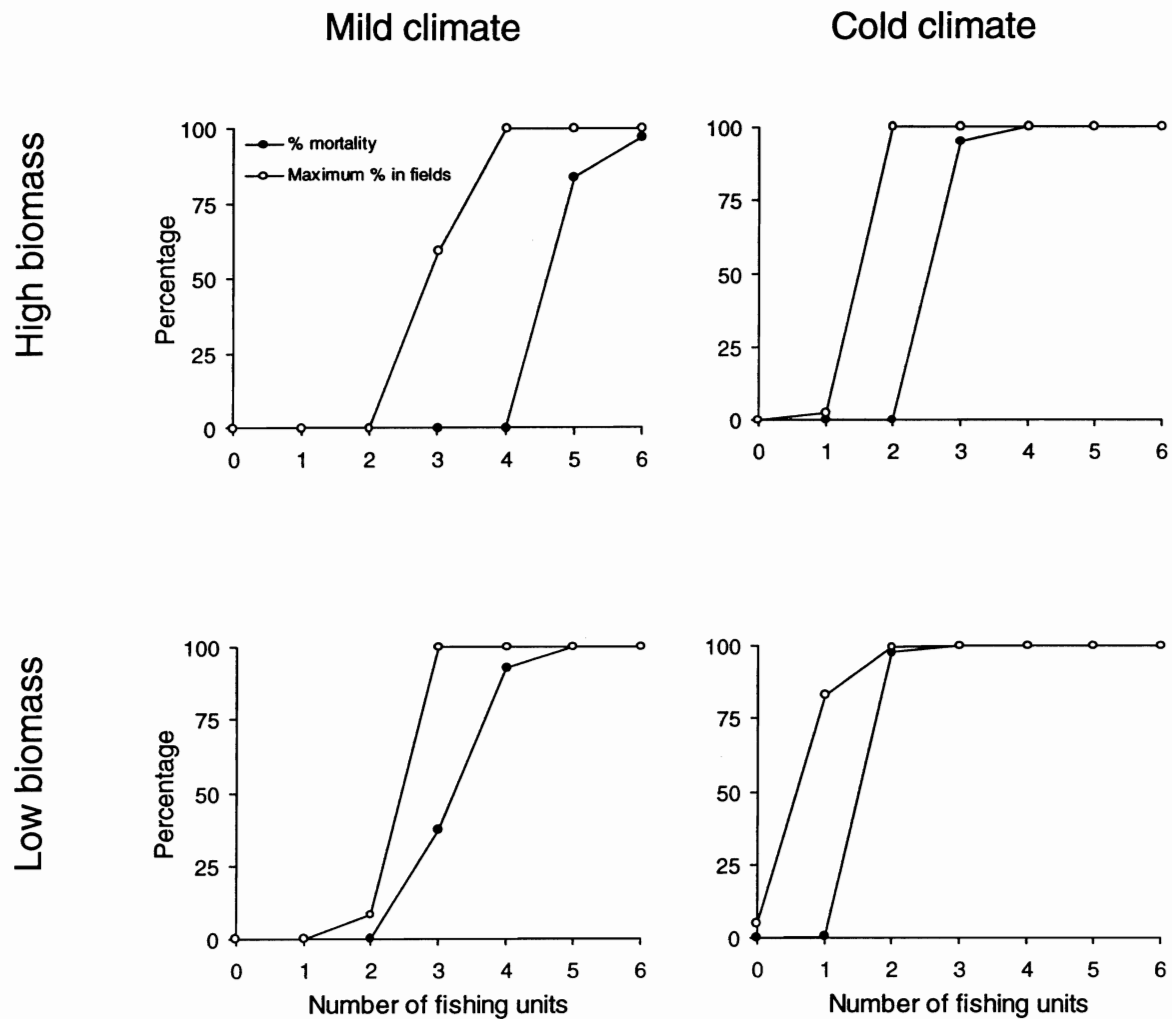 Mild climate
Cold climate
High biomass
Low biomass
% mortality
Maximum % in fields
Percentage
100
75
50
25
0
0 1 2 3 4 5 6
100
75
50
25
0
0 1 2 3 4 5 6
Percentage
100
75
50
25
0
0 1 2 3 4 5 6
Number of fishing units
100
75
50
25
0
0 1 2 3 4 5 6
Number of fishing units